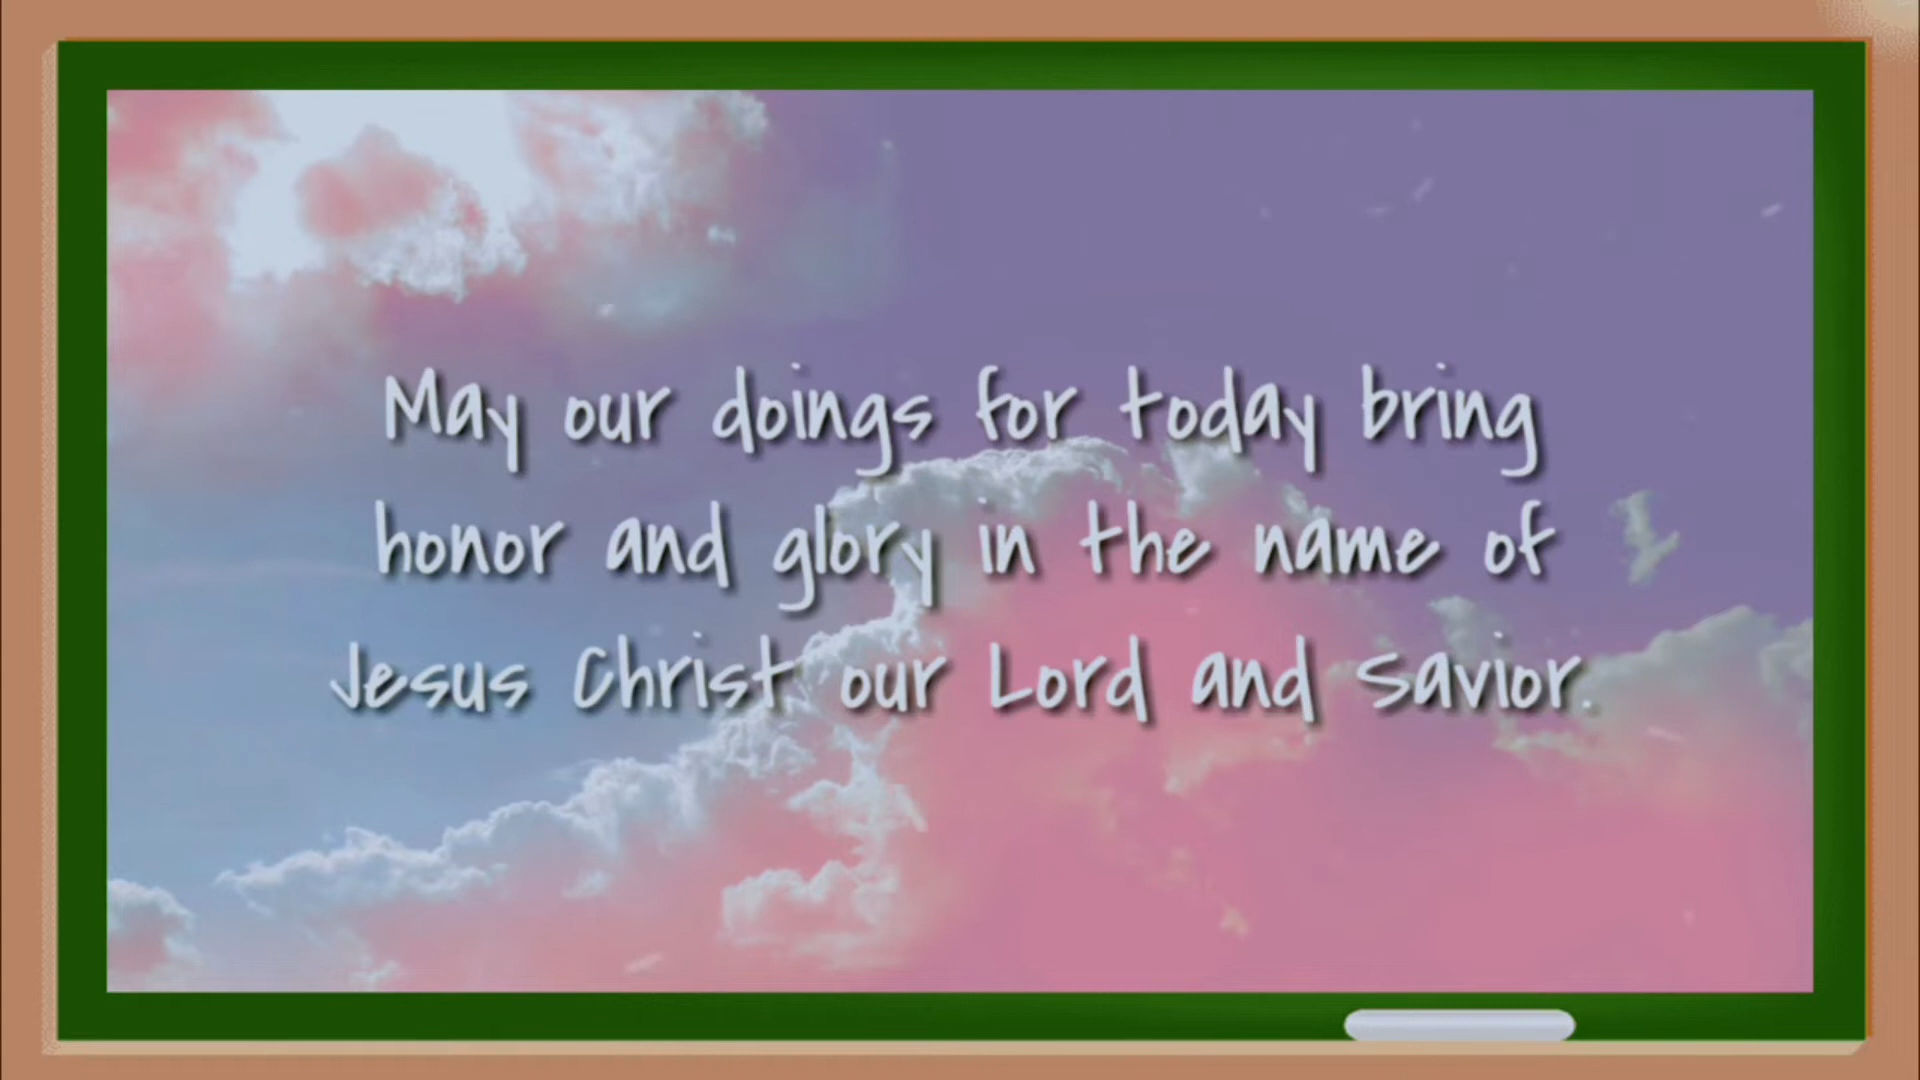 May our doings for today bring
honor and glory in the name of
Jesus Christ our Lord and Savior.